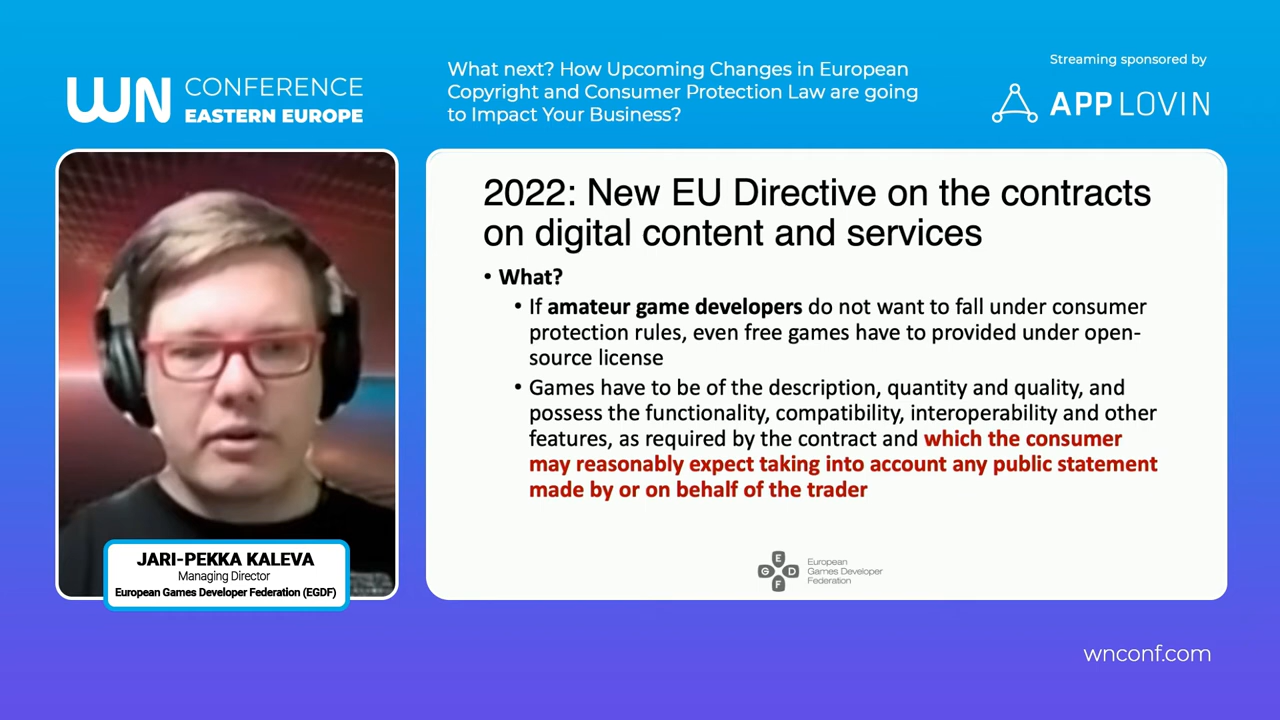 WN CONFERENCE
EASTERN EUROPE
What next? How Upcoming Changes in European
Copyright and Consumer Protection Law are going
to Impact Your Business?
Streaming sponsored by
APPLOVIN
2022: New EU Directive on the contracts
on digital content and services
• What?
• If amateur game developers do not want to fall under consumer
protection rules, even free games have to provided under open-
source license
• Games have to be of the description, quantity and quality, and
possess the functionality, compatibility, interoperability and other
features, as required by the contract and which the consumer
may reasonably expect taking into account any public statement
made by or on behalf of the trader
E
G D
F
European
Games Developer
Federation
JARI-PEKKA KALEVA
Managing Director
European Games Developer Federation (EGDF)
wnconf.com